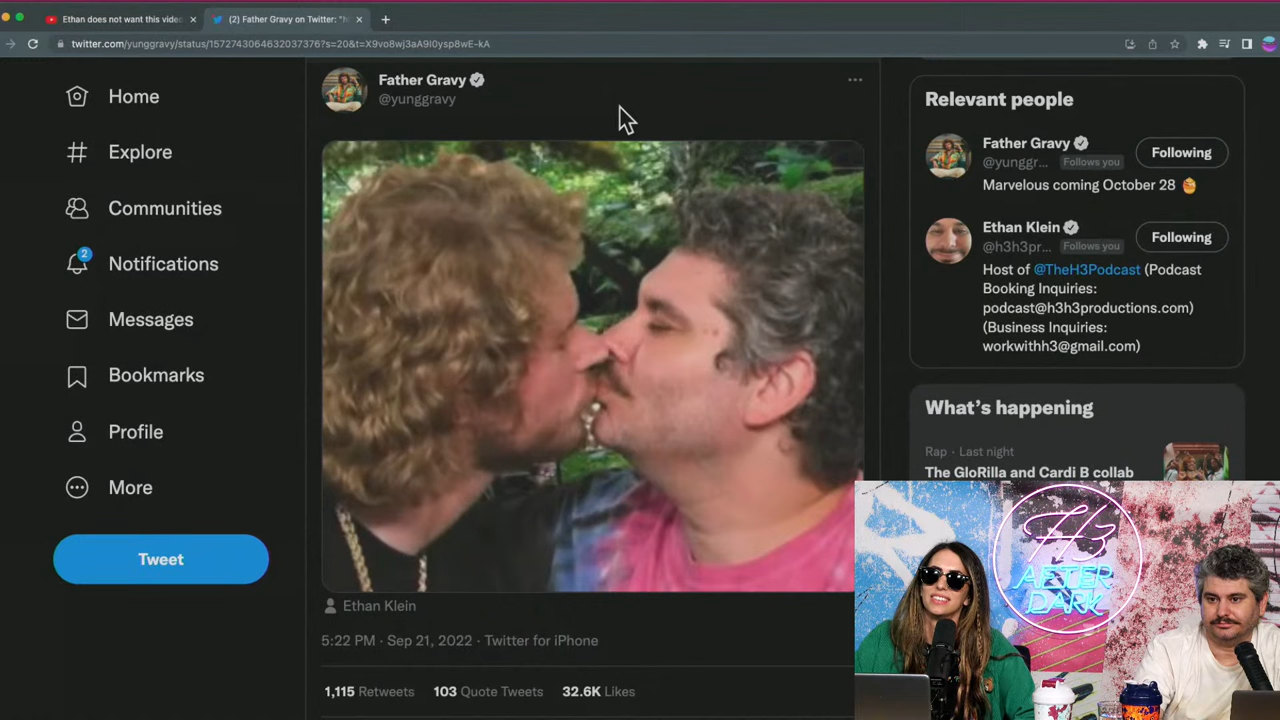 Ethan does not want this video
(2) Father Gravy on Twitter: "h
twitter.com/yunggravy/status/1572743064632037376?s=20&t=X9vo8wj3aA9I0ysp8wE-kA
Home
Explore
Communities
2
Notifications
Messages
Bookmarks
Profile
More
Tweet
Father Gravy
@yunggravy
Ethan Klein
5:22 PM · Sep 21, 2022 · Twitter for iPhone
1,115 Retweets 103 Quote Tweets 32.6K Likes
Relevant people
Father Gravy
@yunggr... Follows you
Following
Marvelous coming October 28
Ethan Klein
@h3h3pr... Follows you
Following
Host of @TheH3Podcast (Podcast
Booking Inquiries:
podcast@h3h3productions.com)
(Business Inquiries:
workwithh3@gmail.com)
What's happening
Rap · Last night
The GloRilla and Cardi B collab
H3
AFTER
DARK